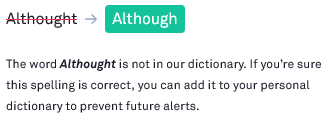 Althought → Although
The word Althought is not in our dictionary. If you're sure
this spelling is correct, you can add it to your personal
dictionary to prevent future alerts.